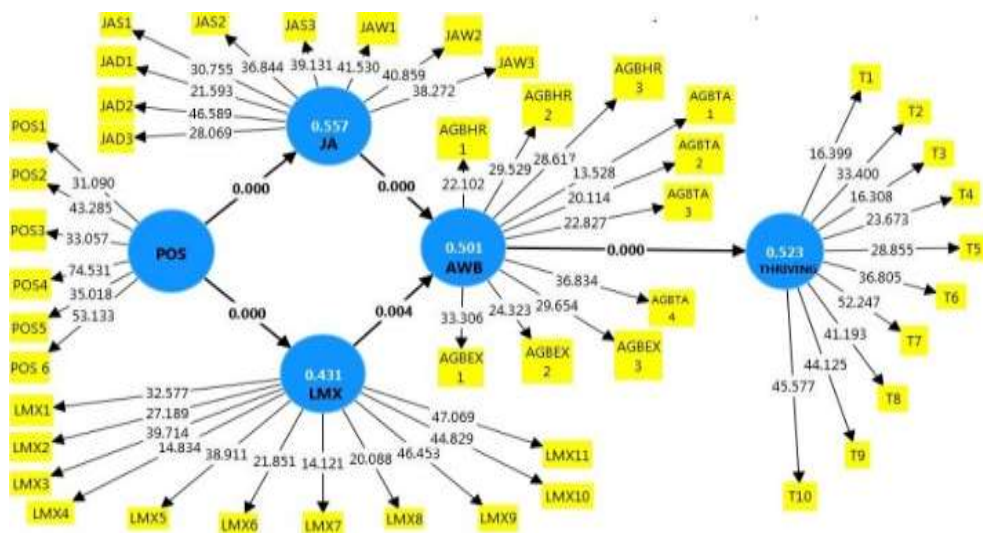 JAS1
JAS2
JAS3
JAW1
JAW2
JAW3
JAD1
JAD2
JAD3
30.755
36.844
39.131
41.530
40.859
38.272
21.593
46.589
28.069
0.557
JA
POS1
POS2
POS3
POS4
POS5
POS 6
31.090
43.285
33.057
74.531
35.018
53.133
POS
0.000
0.000
0.000
0.004
AGBHR
1
AGBHR
2
AGBHR
3
AGBTA
1
AGBTA
2
AGBTA
3
AGBTA
4
22.102
29.529
28.617
13.528
20.114
22.827
36.834
29.654
24.323
33.306
0.501
AWB
AGBEX
1
AGBEX
2
AGBEX
3
0.000
0.523
THRIVING
T1
T2
T3
T4
T5
T6
T7
T8
T9
T10
16.399
33.400
16.308
23.673
28.855
36.805
52.247
41.193
44.125
45.577
0.431
LMX
32.577
27.189
39.714
14.834
38.911
21.851
14.121
20.088
46.453
44.829
47.069
LMX1
LMX2
LMX3
LMX4
LMX5
LMX6
LMX7
LMX8
LMX9
LMX10
LMX11